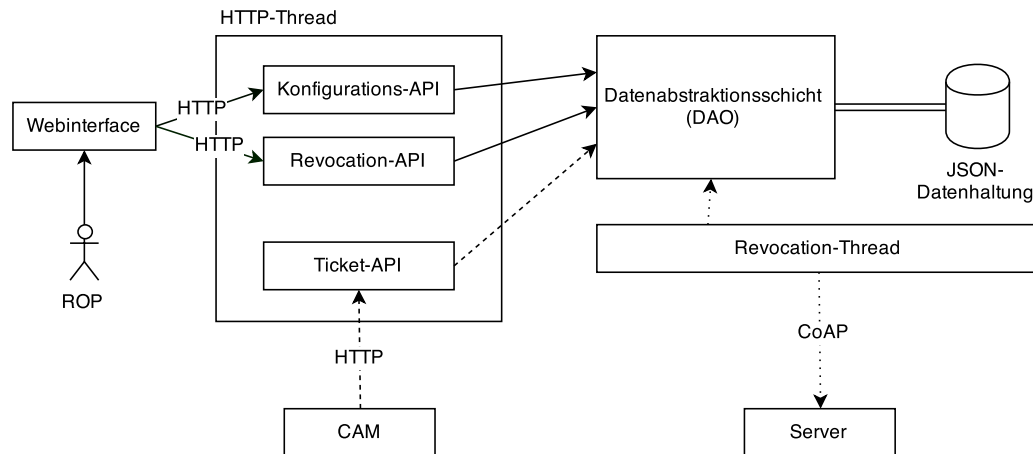 HTTP-Thread
Konfigurations-API
Datenabstraktionsschicht
(DAO)
HTTP
Webinterface
HTTP
Revocation-API
JSON-
Datenhaltung
Revocation-Thread
Ticket-API
ROP
CoAP
HTTP
CAM
Server